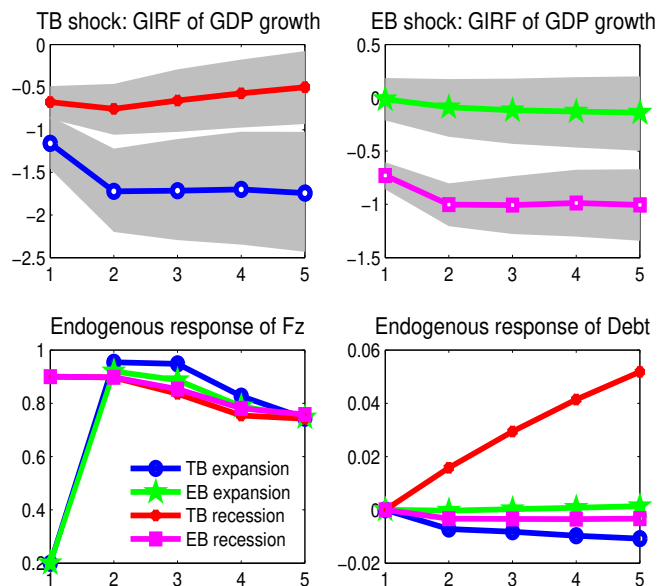 TB shock: GIRF of GDP growth
0
−0.5
−1
−1.5
−2
−2.5
1 2 3 4 5
EB shock: GIRF of GDP growth
0.5
0
−0.5
−1
−1.5
1 2 3 4 5
Endogenous response of Fz
1
0.8
0.6
0.4
0.2
TB expansion
EB expansion
TB recession
EB recession
1 2 3 4 5
Endogenous response of Debt
0.06
0.04
0.02
0
−0.02
1 2 3 4 5